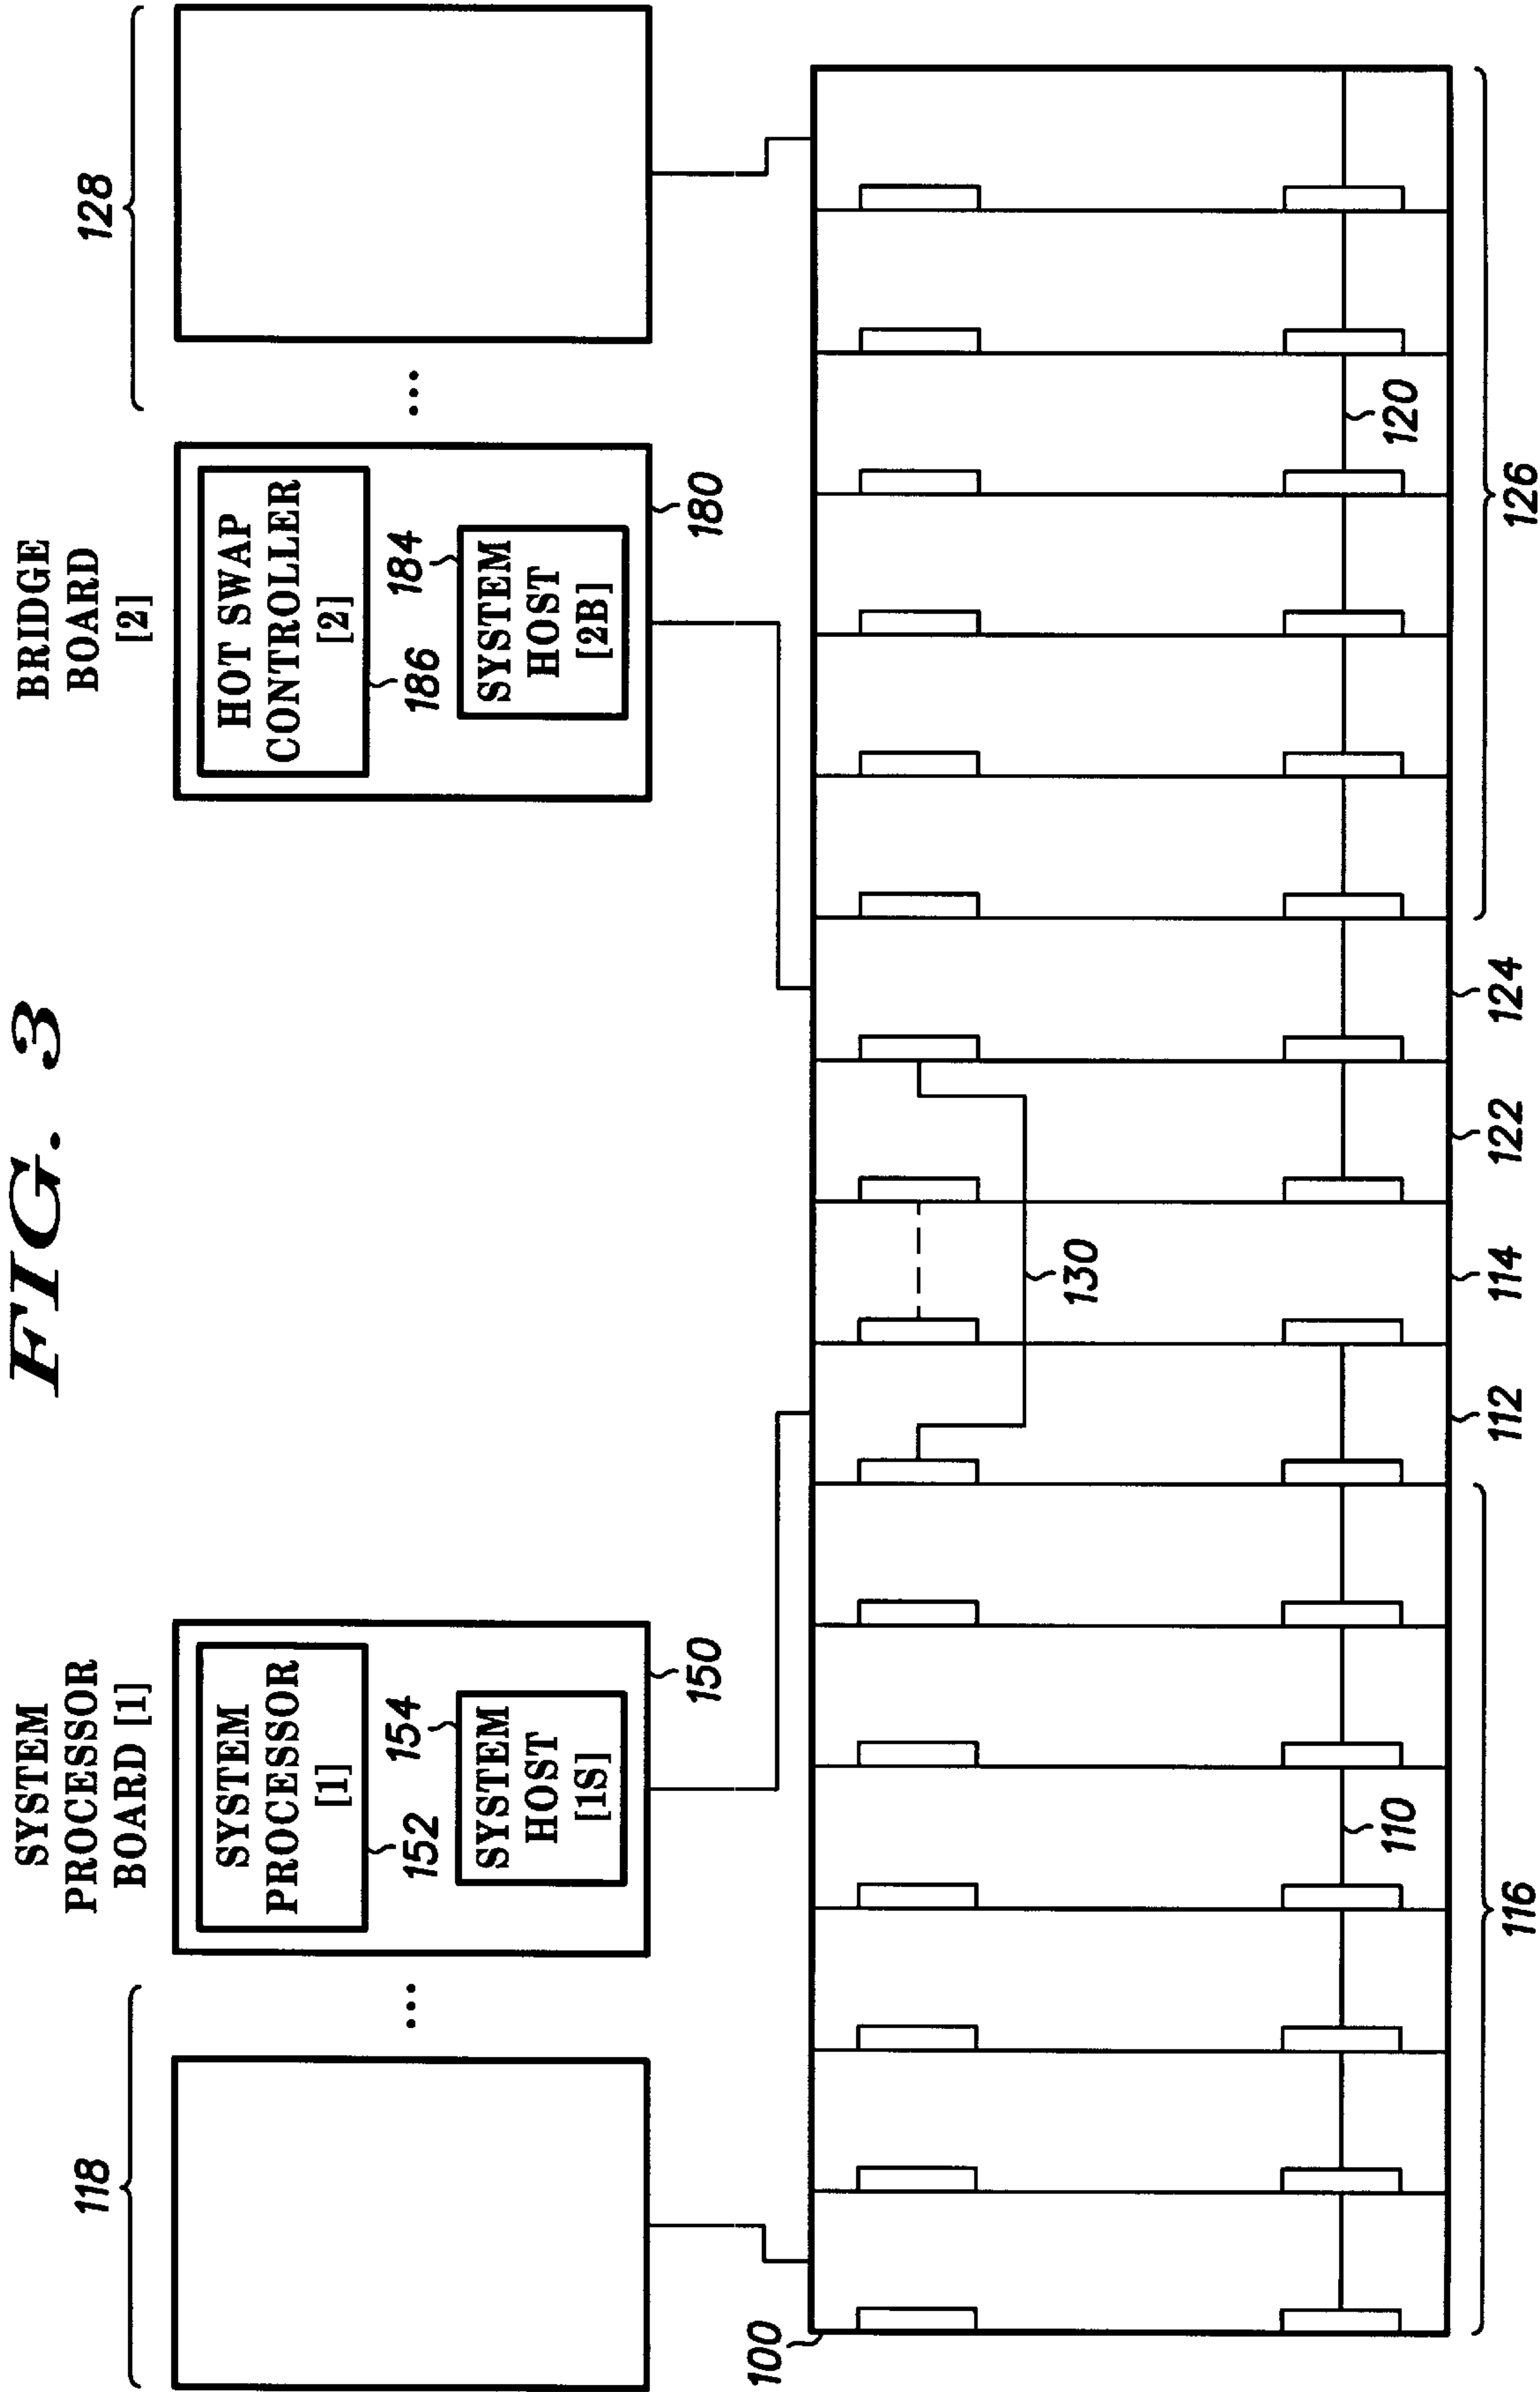 FIG. 3
118
SYSTEM
PROCESSOR
BOARD [1]
SYSTEM
PROCESSOR
[1]
152
154
SYSTEM
HOST
[1S]
150
BRIDGE
BOARD
[2]
HOT SWAP
CONTROLLER
[2]
186
184
SYSTEM
HOST
[2B]
180
128
100
130
110
120
116
112
114
122
124
126